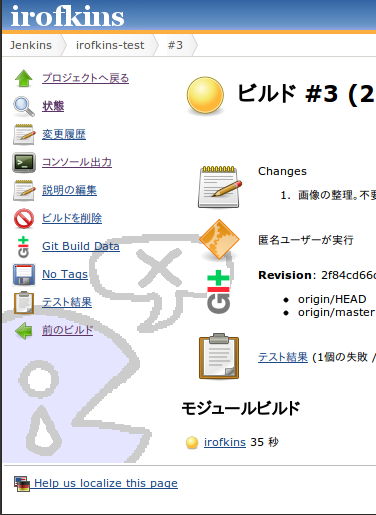 irofkins
Jenkins irofkins-test #3
プロジェクトへ戻る
状態
変更履歴
コンソール出力
説明の編集
ビルドを削除
Git Build Data
No Tags
テスト結果
前のビルド
ビルド #3 (2
Changes
1. 画像の整理。不
匿名ユーザーが実行
git
Revision: 2f84cd66
origin/HEAD
origin/master
テスト結果 (1個の失敗 /
モジュールビルド
irofkins 35 秒
Help us localize this page